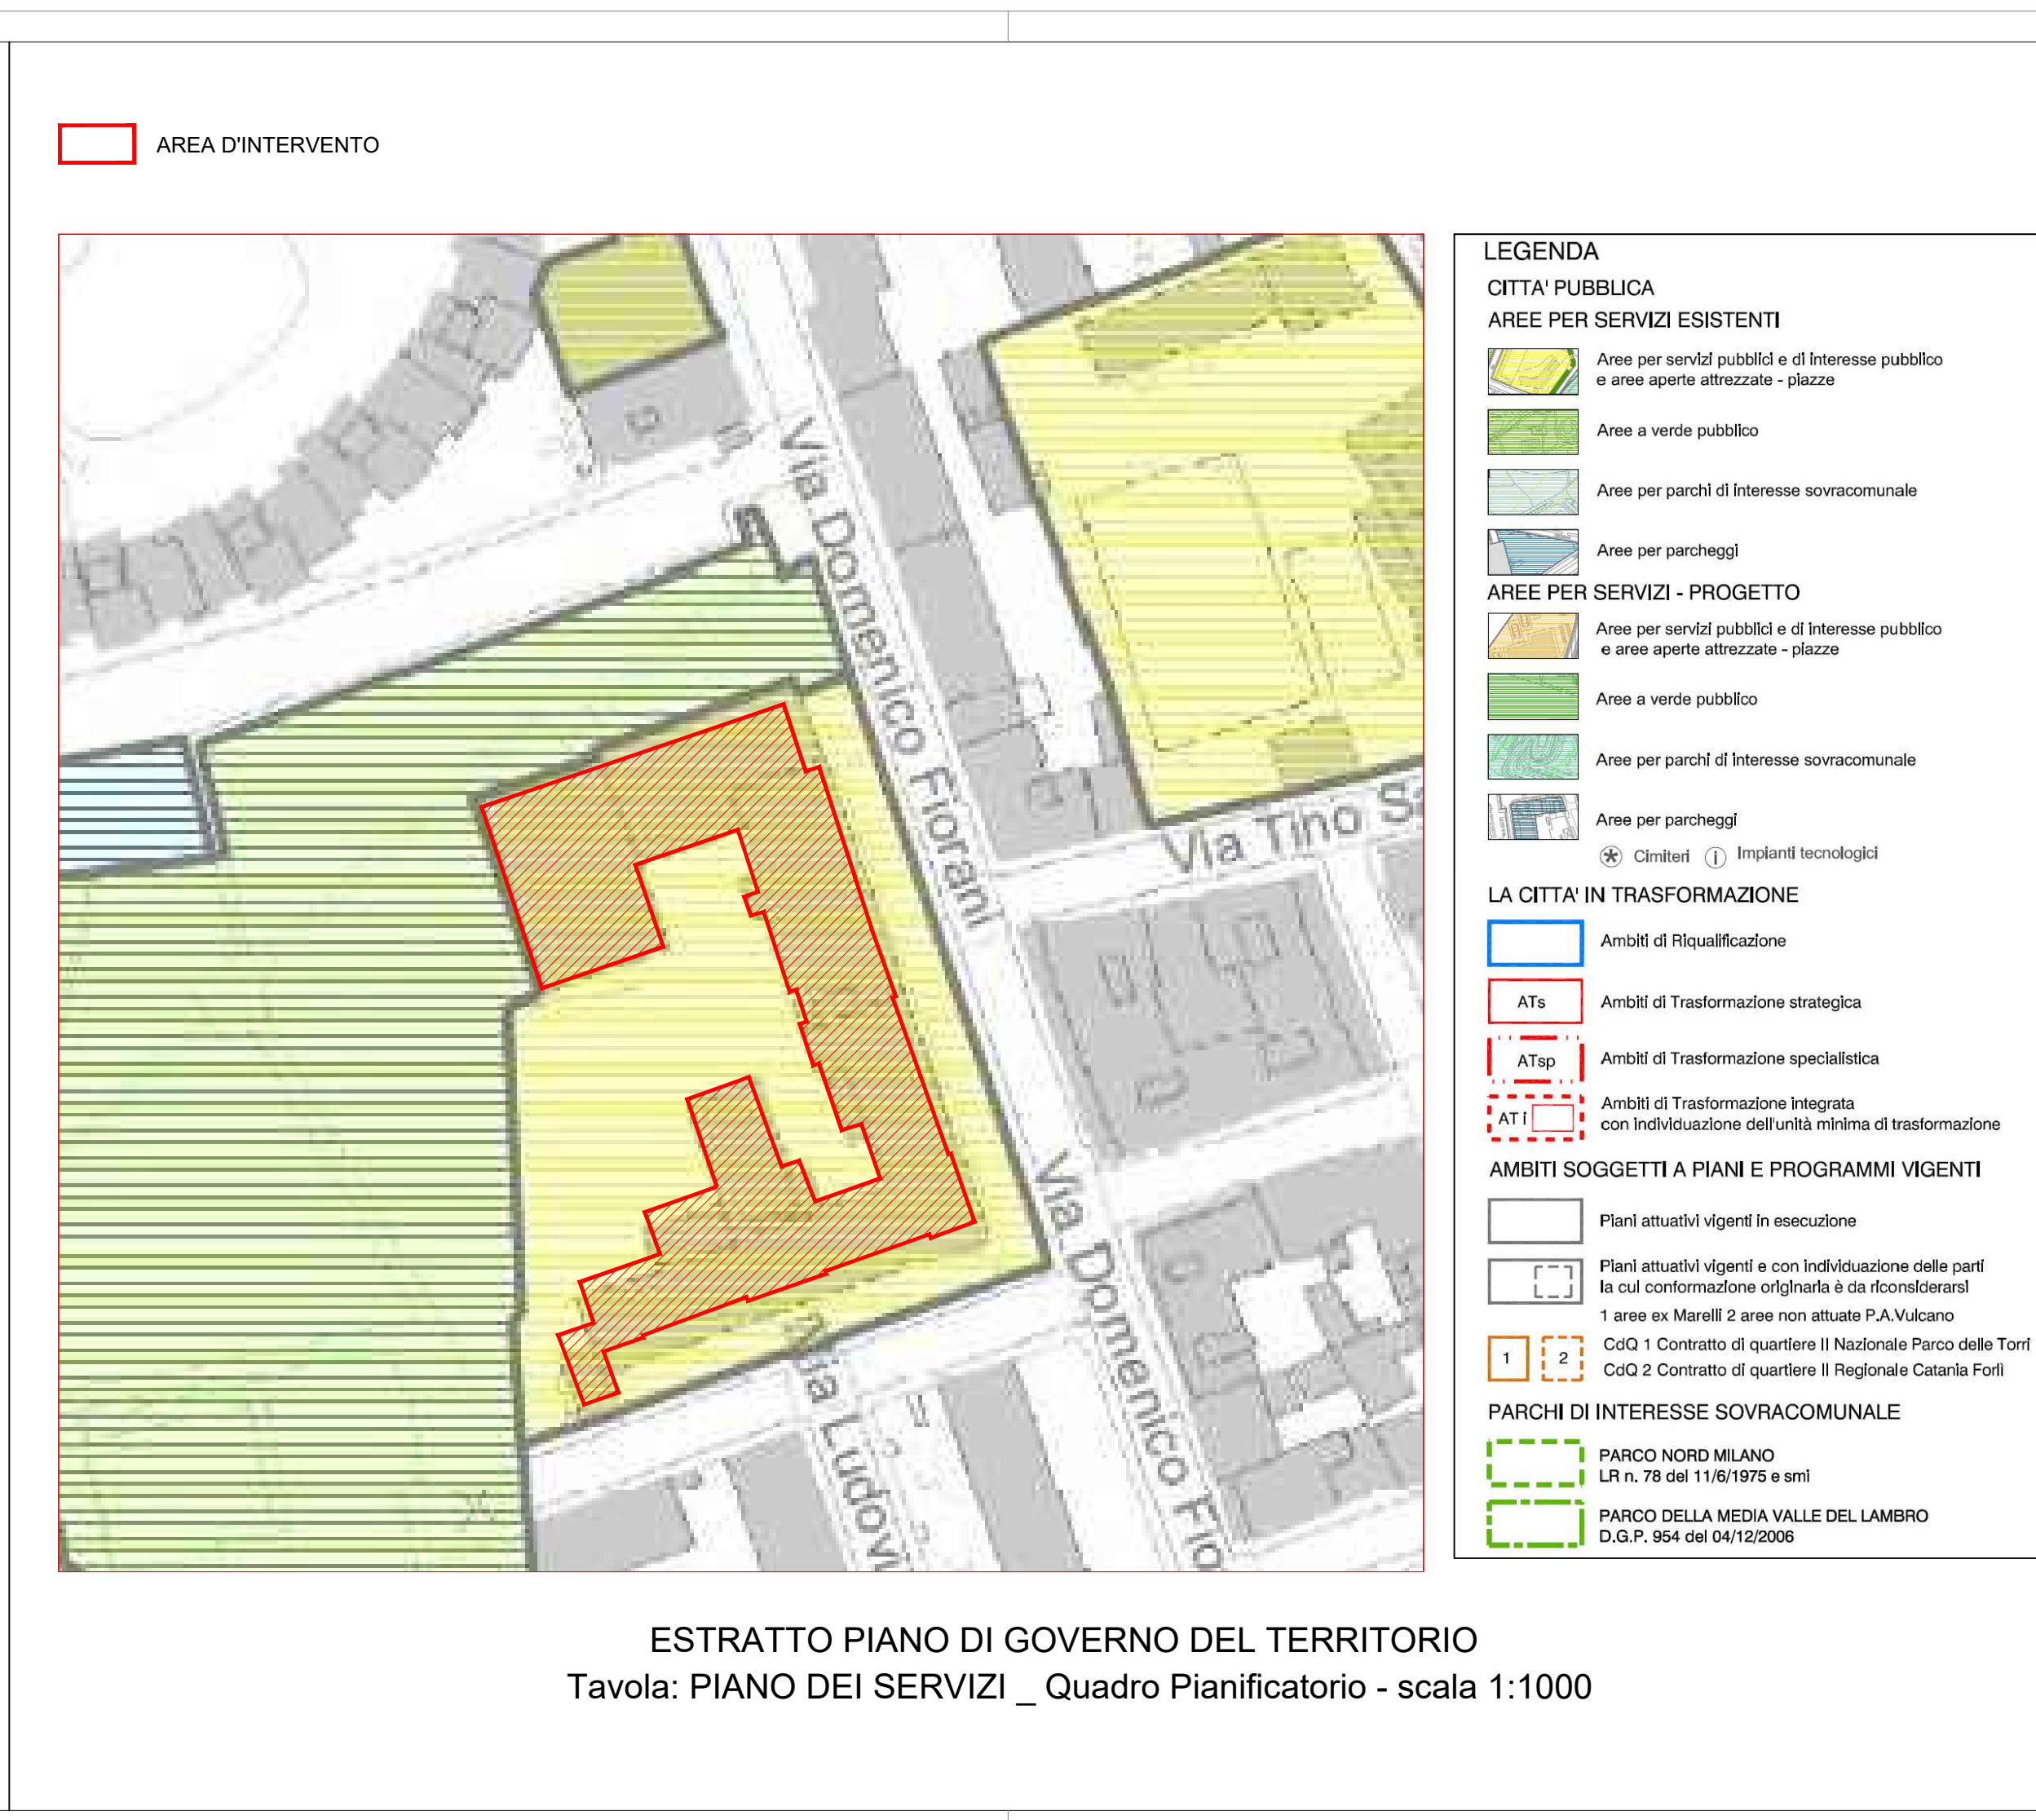 AREA D'INTERVENTO
Via Domenico Fiorani
Via Tino S
Via Domenico Fio
ia Ludovi
LEGENDA
CITTA' PUBBLICA
AREE PER SERVIZI ESISTENTI
Aree per servizi pubblici e di interesse pubblico
e aree aperte attrezzate - piazze
Aree a verde pubblico
Aree per parchi di interesse sovracomunale
Aree per parcheggi
AREE PER SERVIZI - PROGETTO
Aree per servizi pubblici e di interesse pubblico
e aree aperte attrezzate - piazze
Aree a verde pubblico
Aree per parchi di interesse sovracomunale
Aree per parcheggi
* Cimiteri i Impianti tecnologici
LA CITTA' IN TRASFORMAZIONE
Ambiti di Riqualificazione
ATs Ambiti di Trasformazione strategica
ATsp Ambiti di Trasformazione specialistica
Ambiti di Trasformazione integrata
AT i con individuazione dell'unità minima di trasformazione
AMBITI SOGGETTI A PIANI E PROGRAMMI VIGENTI
Piani attuativi vigenti in esecuzione
Piani attuativi vigenti e con individuazione delle parti
la cui conformazione originaria è da riconsiderarsi
1 aree ex Marelli 2 aree non attuate P.A.Vulcano
1 2 CdQ 1 Contratto di quartiere II Nazionale Parco delle Torri
CdQ 2 Contratto di quartiere II Regionale Catania Forlì
PARCHI DI INTERESSE SOVRACOMUNALE
PARCO NORD MILANO
LR n. 78 del 11/6/1975 e smi
PARCO DELLA MEDIA VALLE DEL LAMBRO
D.G.P. 954 del 04/12/2006
ESTRATTO PIANO DI GOVERNO DEL TERRITORIO
Tavola: PIANO DEI SERVIZI _ Quadro Pianificatorio - scala 1:1000